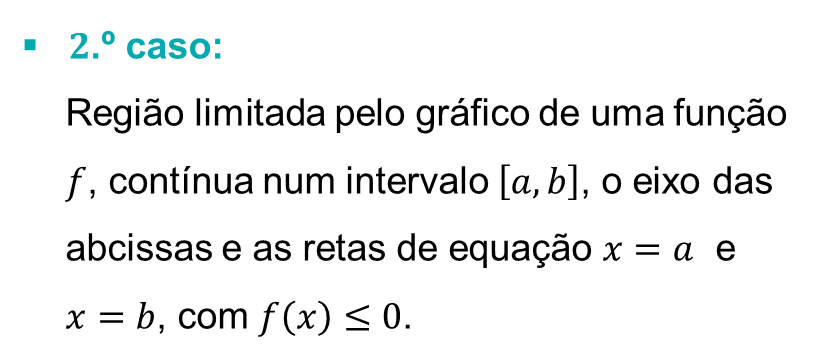 ▪ 2.º caso:
Região limitada pelo gráfico de uma função
f, contínua num intervalo [a, b], o eixo das
abcissas e as retas de equação x = a e
x = b, com f(x) ≤ 0.